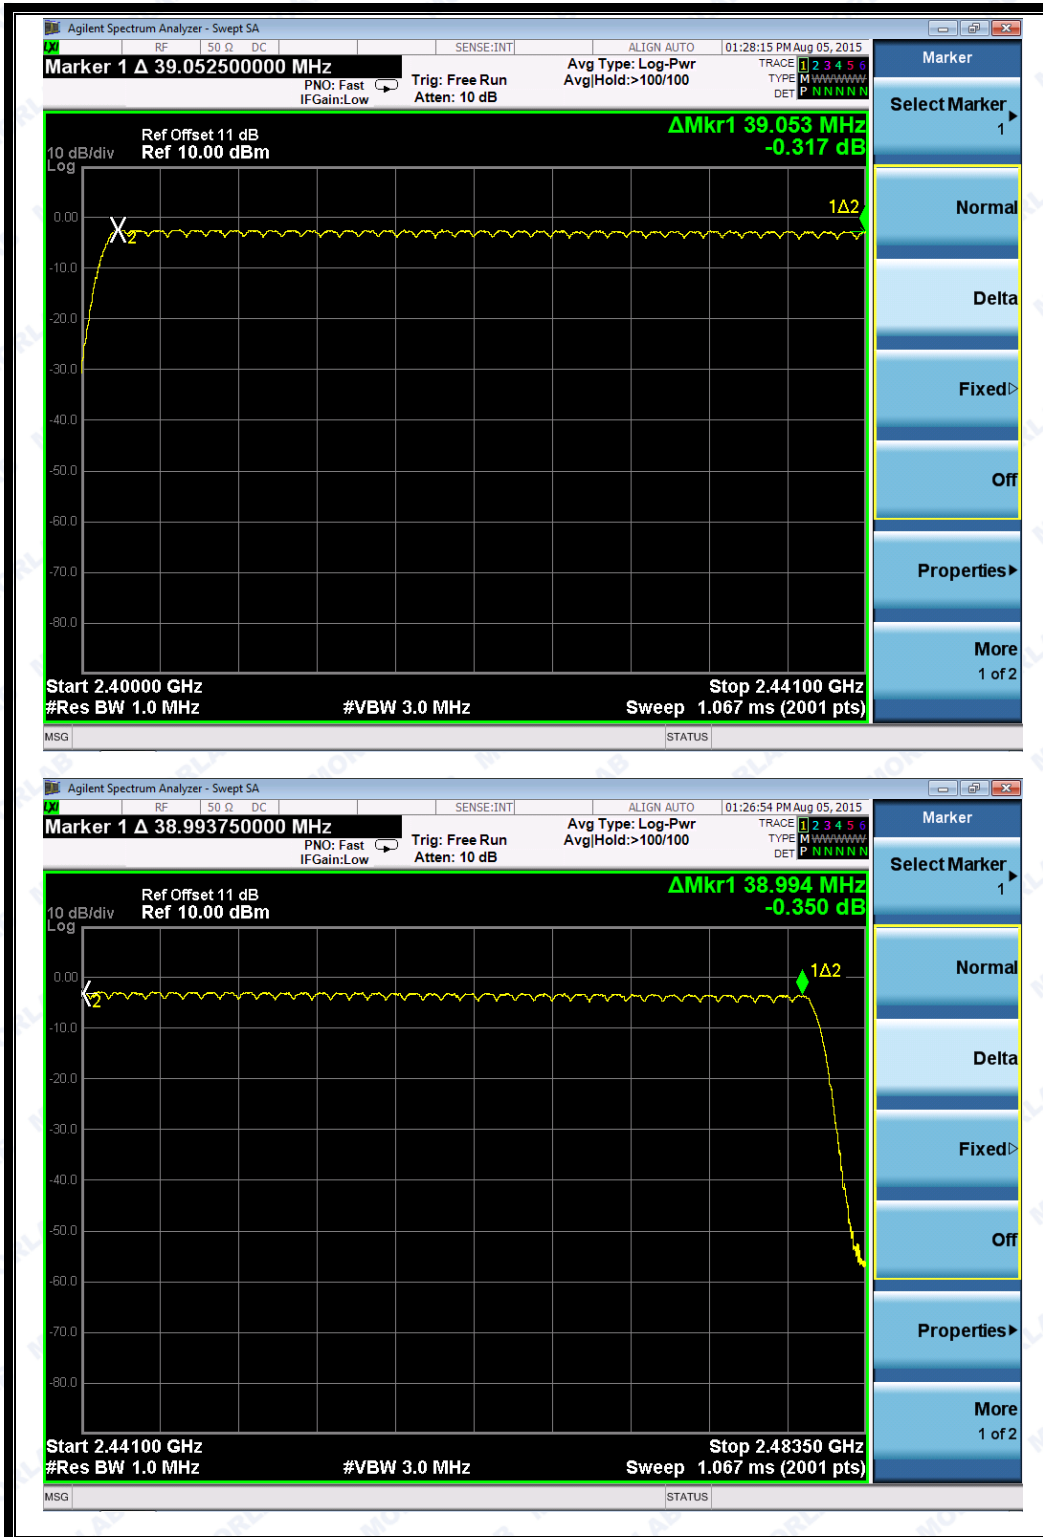 Agilent Spectrum Analyzer - Swept SA
LXI RF 50 Ω DC SENSE:INT ALIGN AUTO 01:28:15 PM Aug 05, 2015
Marker 1 Δ 39.052500000 MHz
PNO: Fast
IFGain:Low
Trig: Free Run
Atten: 10 dB
Avg Type: Log-Pwr
Avg|Hold:>100/100
TRACE 1 2 3 4 5 6
TYPE M WWWWW
DET P N N N N N
Marker
Select Marker
1
Normal
Delta
Fixed
Off
Properties
More
1 of 2
ΔMkr1 39.053 MHz
-0.317 dB
Ref Offset 11 dB
10 dB/div Ref 10.00 dBm
Log
1Δ2
0.00
2
-10.0
-20.0
-30.0
-40.0
-50.0
-60.0
-70.0
-80.0
Start 2.40000 GHz Stop 2.44100 GHz
#Res BW 1.0 MHz #VBW 3.0 MHz Sweep 1.067 ms (2001 pts)
MSG STATUS
Agilent Spectrum Analyzer - Swept SA
LXI RF 50 Ω DC SENSE:INT ALIGN AUTO 01:26:54 PM Aug 05, 2015
Marker 1 Δ 38.993750000 MHz
PNO: Fast
IFGain:Low
Trig: Free Run
Atten: 10 dB
Avg Type: Log-Pwr
Avg|Hold:>100/100
TRACE 1 2 3 4 5 6
TYPE M WWWWW
DET P N N N N N
Marker
Select Marker
1
Normal
Delta
Fixed
Off
Properties
More
1 of 2
ΔMkr1 38.994 MHz
-0.350 dB
Ref Offset 11 dB
10 dB/div Ref 10.00 dBm
Log
1Δ2
0.00
2
-10.0
-20.0
-30.0
-40.0
-50.0
-60.0
-70.0
-80.0
Start 2.44100 GHz Stop 2.48350 GHz
#Res BW 1.0 MHz #VBW 3.0 MHz Sweep 1.067 ms (2001 pts)
MSG STATUS